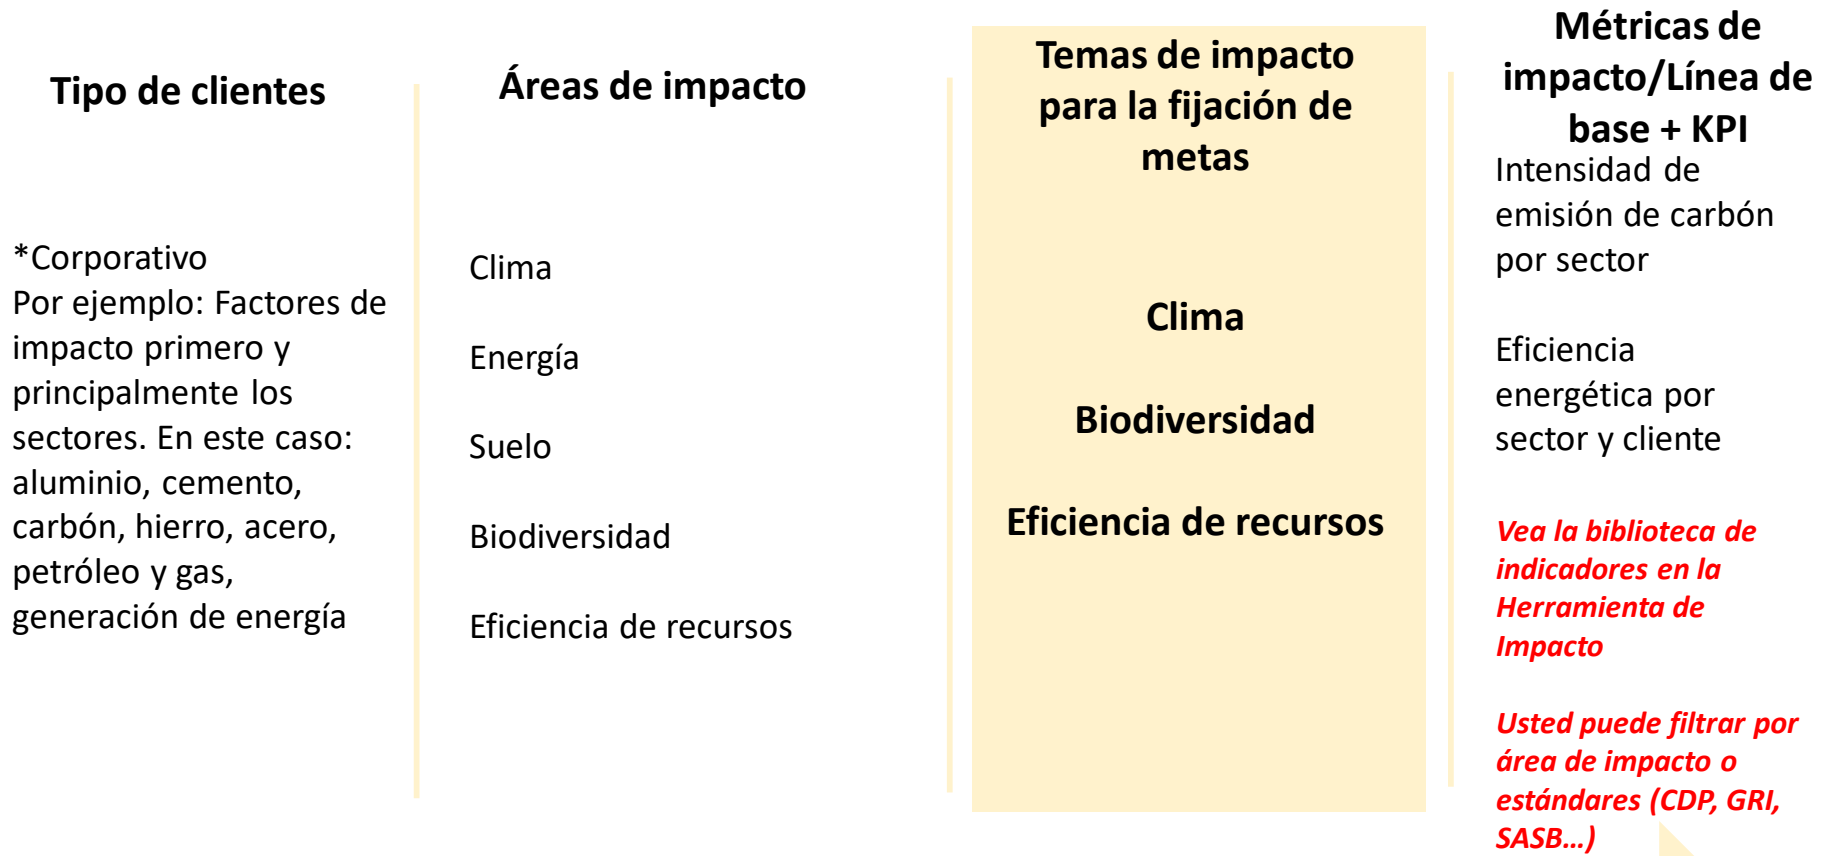 Tipo de clientes
*Corporativo
Por ejemplo: Factores de
impacto primero y
principalmente los
sectores. En este caso:
aluminio, cemento,
carbón, hierro, acero,
petróleo y gas,
generación de energía
Áreas de impacto
Clima
Energía
Suelo
Biodiversidad
Eficiencia de recursos
Temas de impacto
para la fijación de
metas
Clima
Biodiversidad
Eficiencia de recursos
Métricas de
impacto/Línea de
base + KPI
Intensidad de
emisión de carbón
por sector
Eficiencia
energética por
sector y cliente
Vea la biblioteca de
indicadores en la
Herramienta de
Impacto
Usted puede filtrar por
área de impacto o
estándares (CDP, GRI,
SASB...)